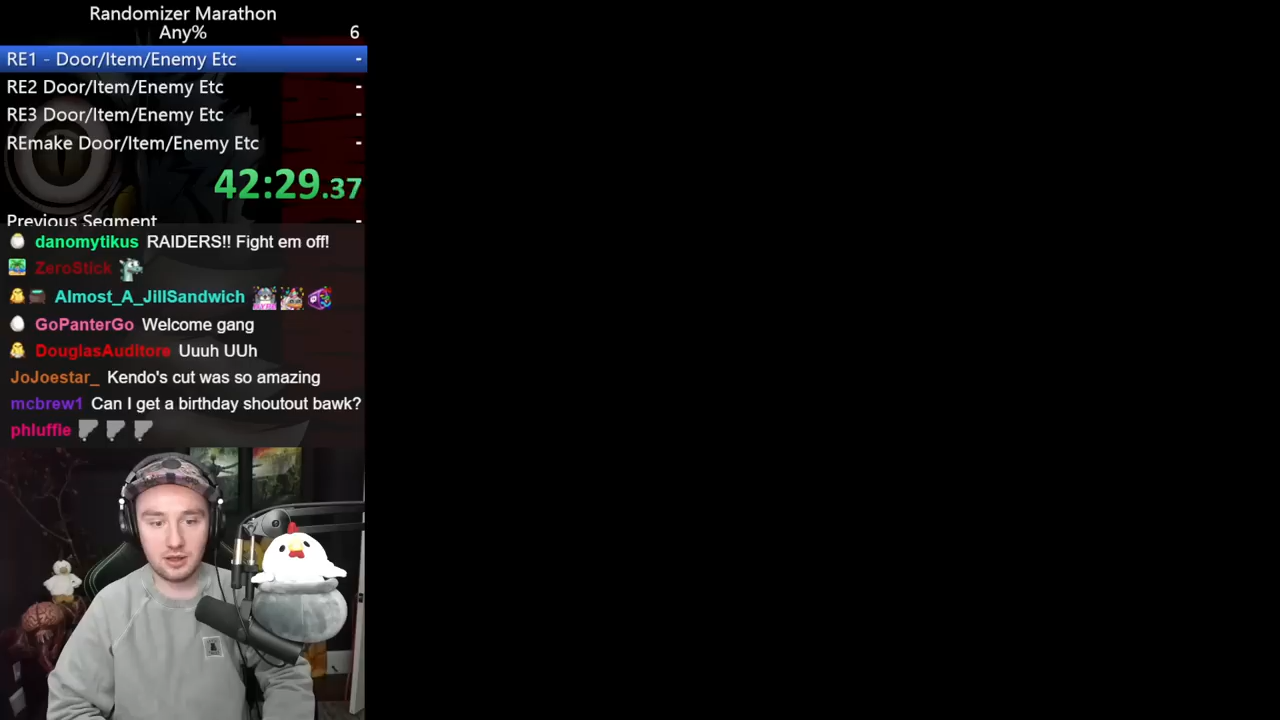 Randomizer Marathon
Any% 6
RE1 - Door/Item/Enemy Etc -
RE2 Door/Item/Enemy Etc -
RE3 Door/Item/Enemy Etc -
REmake Door/Item/Enemy Etc -
42:29.37
Previous Segment -
danomytikus RAIDERS!! Fight em off!
ZeroStick
Almost_A_JillSandwich
GoPanterGo Welcome gang
DouglasAuditore Uuuh UUh
JoJoestar_ Kendo's cut was so amazing
mcbrew1 Can I get a birthday shoutout bawk?
phluffie